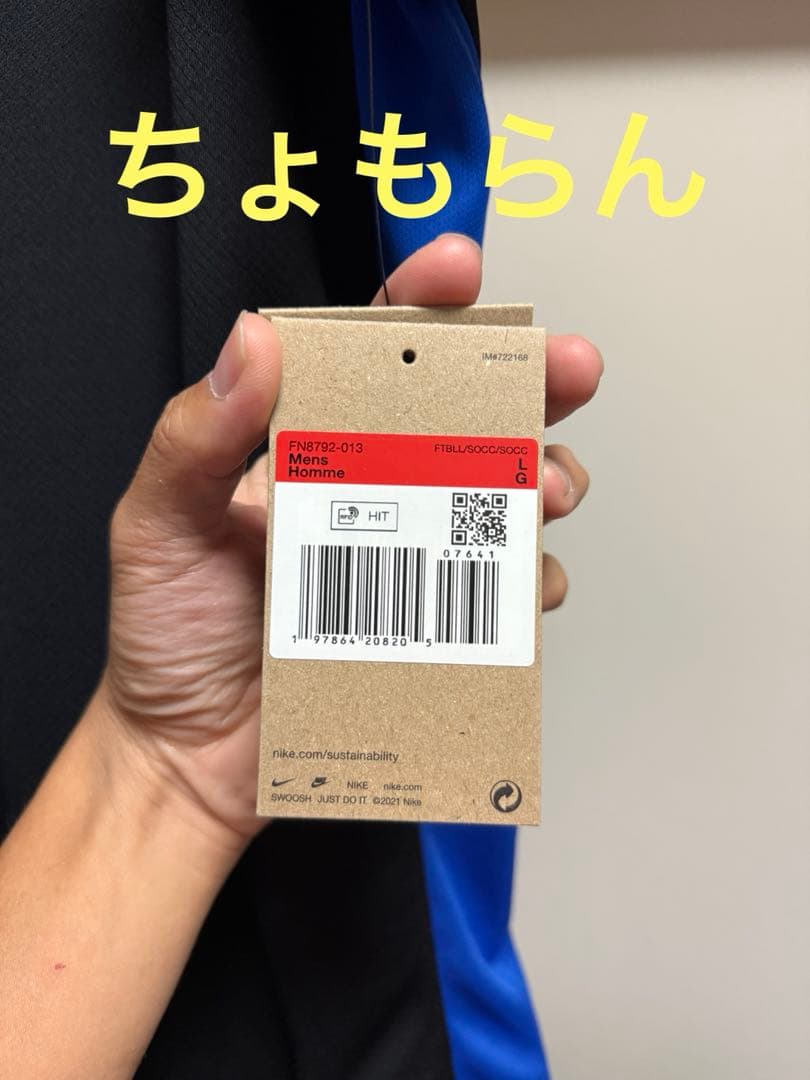 ちょもらん
IM#722168
FN8792-013 FTBLL/SOCC/SOCC
Mens L
Homme G
RFID HIT
07641
1 97864 20820 5
nike.com/sustainability
NIKE nike.com
SWOOSH JUST DO IT. ©2021 Nike